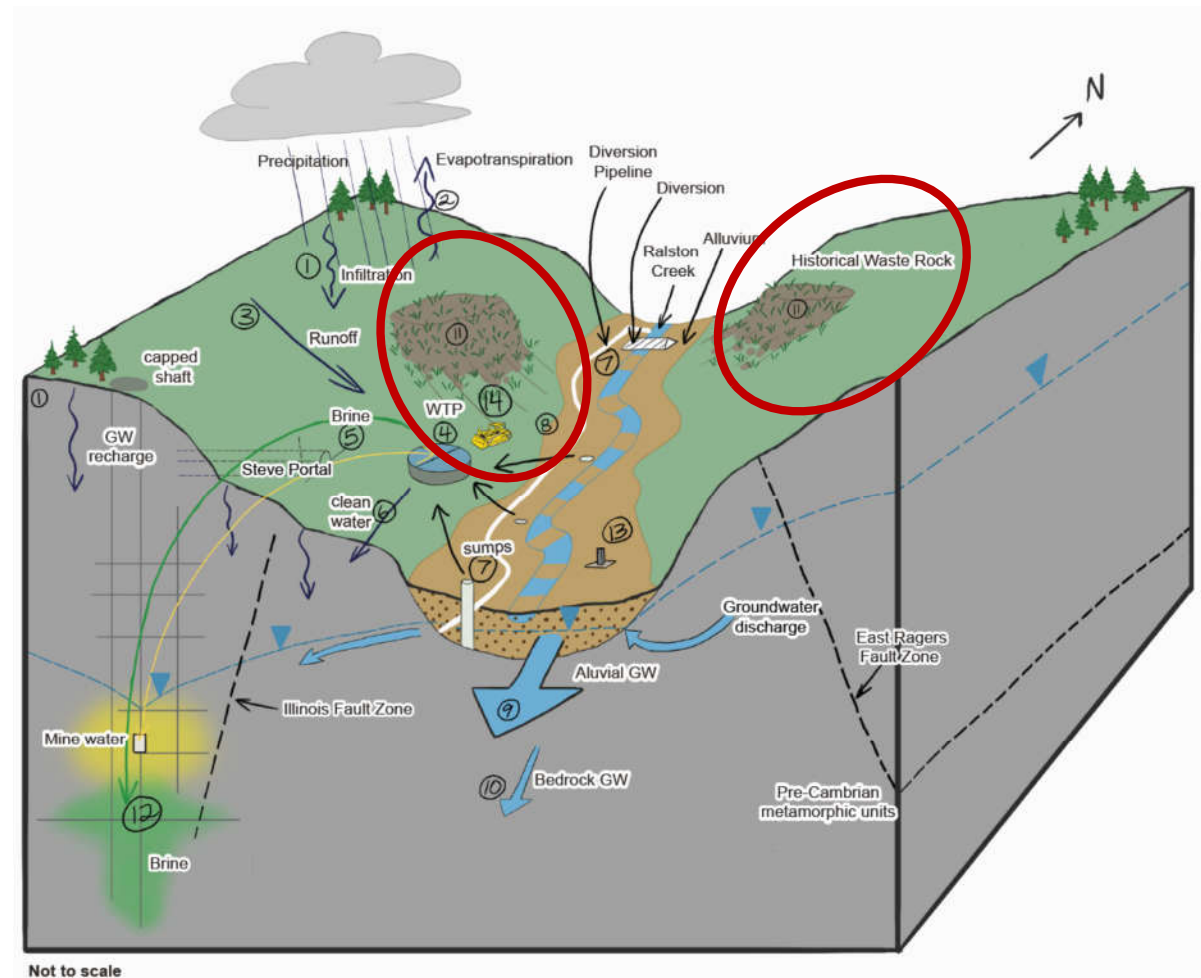 N
Precipitation
Evapotranspiration
②
①
Infiltration
Diversion
Pipeline
Diversion
Ralston
Creek
Alluvium
Historical Waste Rock
⑪
⑪
③
Runoff
capped
shaft
①
GW
recharge
Brine
⑤
Steve Portal
WTP
④
⑭
⑧
⑦
clean
water
⑥
sumps
⑦
⑬
Groundwater
discharge
East Ragers
Fault Zone
Aluvial GW
⑨
Illinois Fault Zone
Mine water
⑩
Bedrock GW
Pre-Cambrian
metamorphic units
⑫
Brine
Not to scale